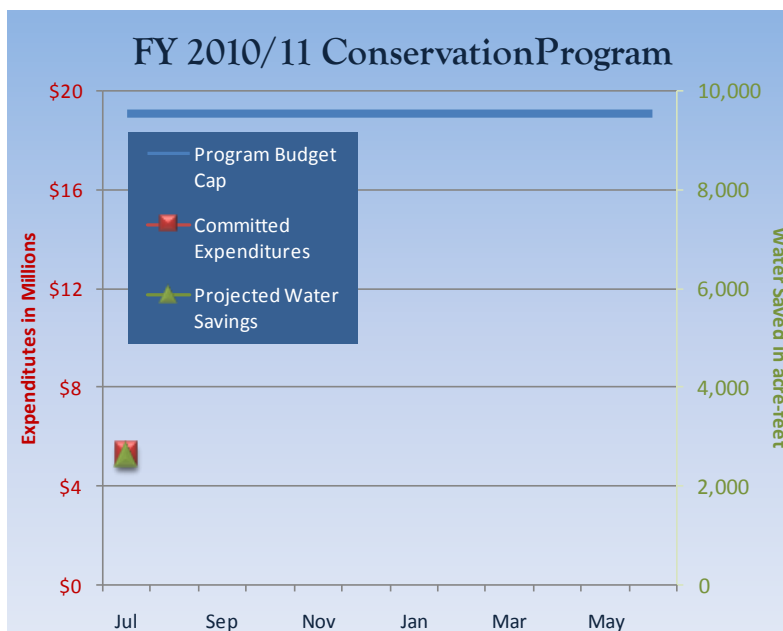 FY 2010/11 ConservationProgram
$20
$16
$12
$8
$4
$0
Expenditutes in Millions
Program Budget
Cap
Committed
Expenditures
Projected Water
Savings
10,000
8,000
6,000
4,000
2,000
0
Water Saved in acre-feet
Jul
Sep
Nov
Jan
Mar
May